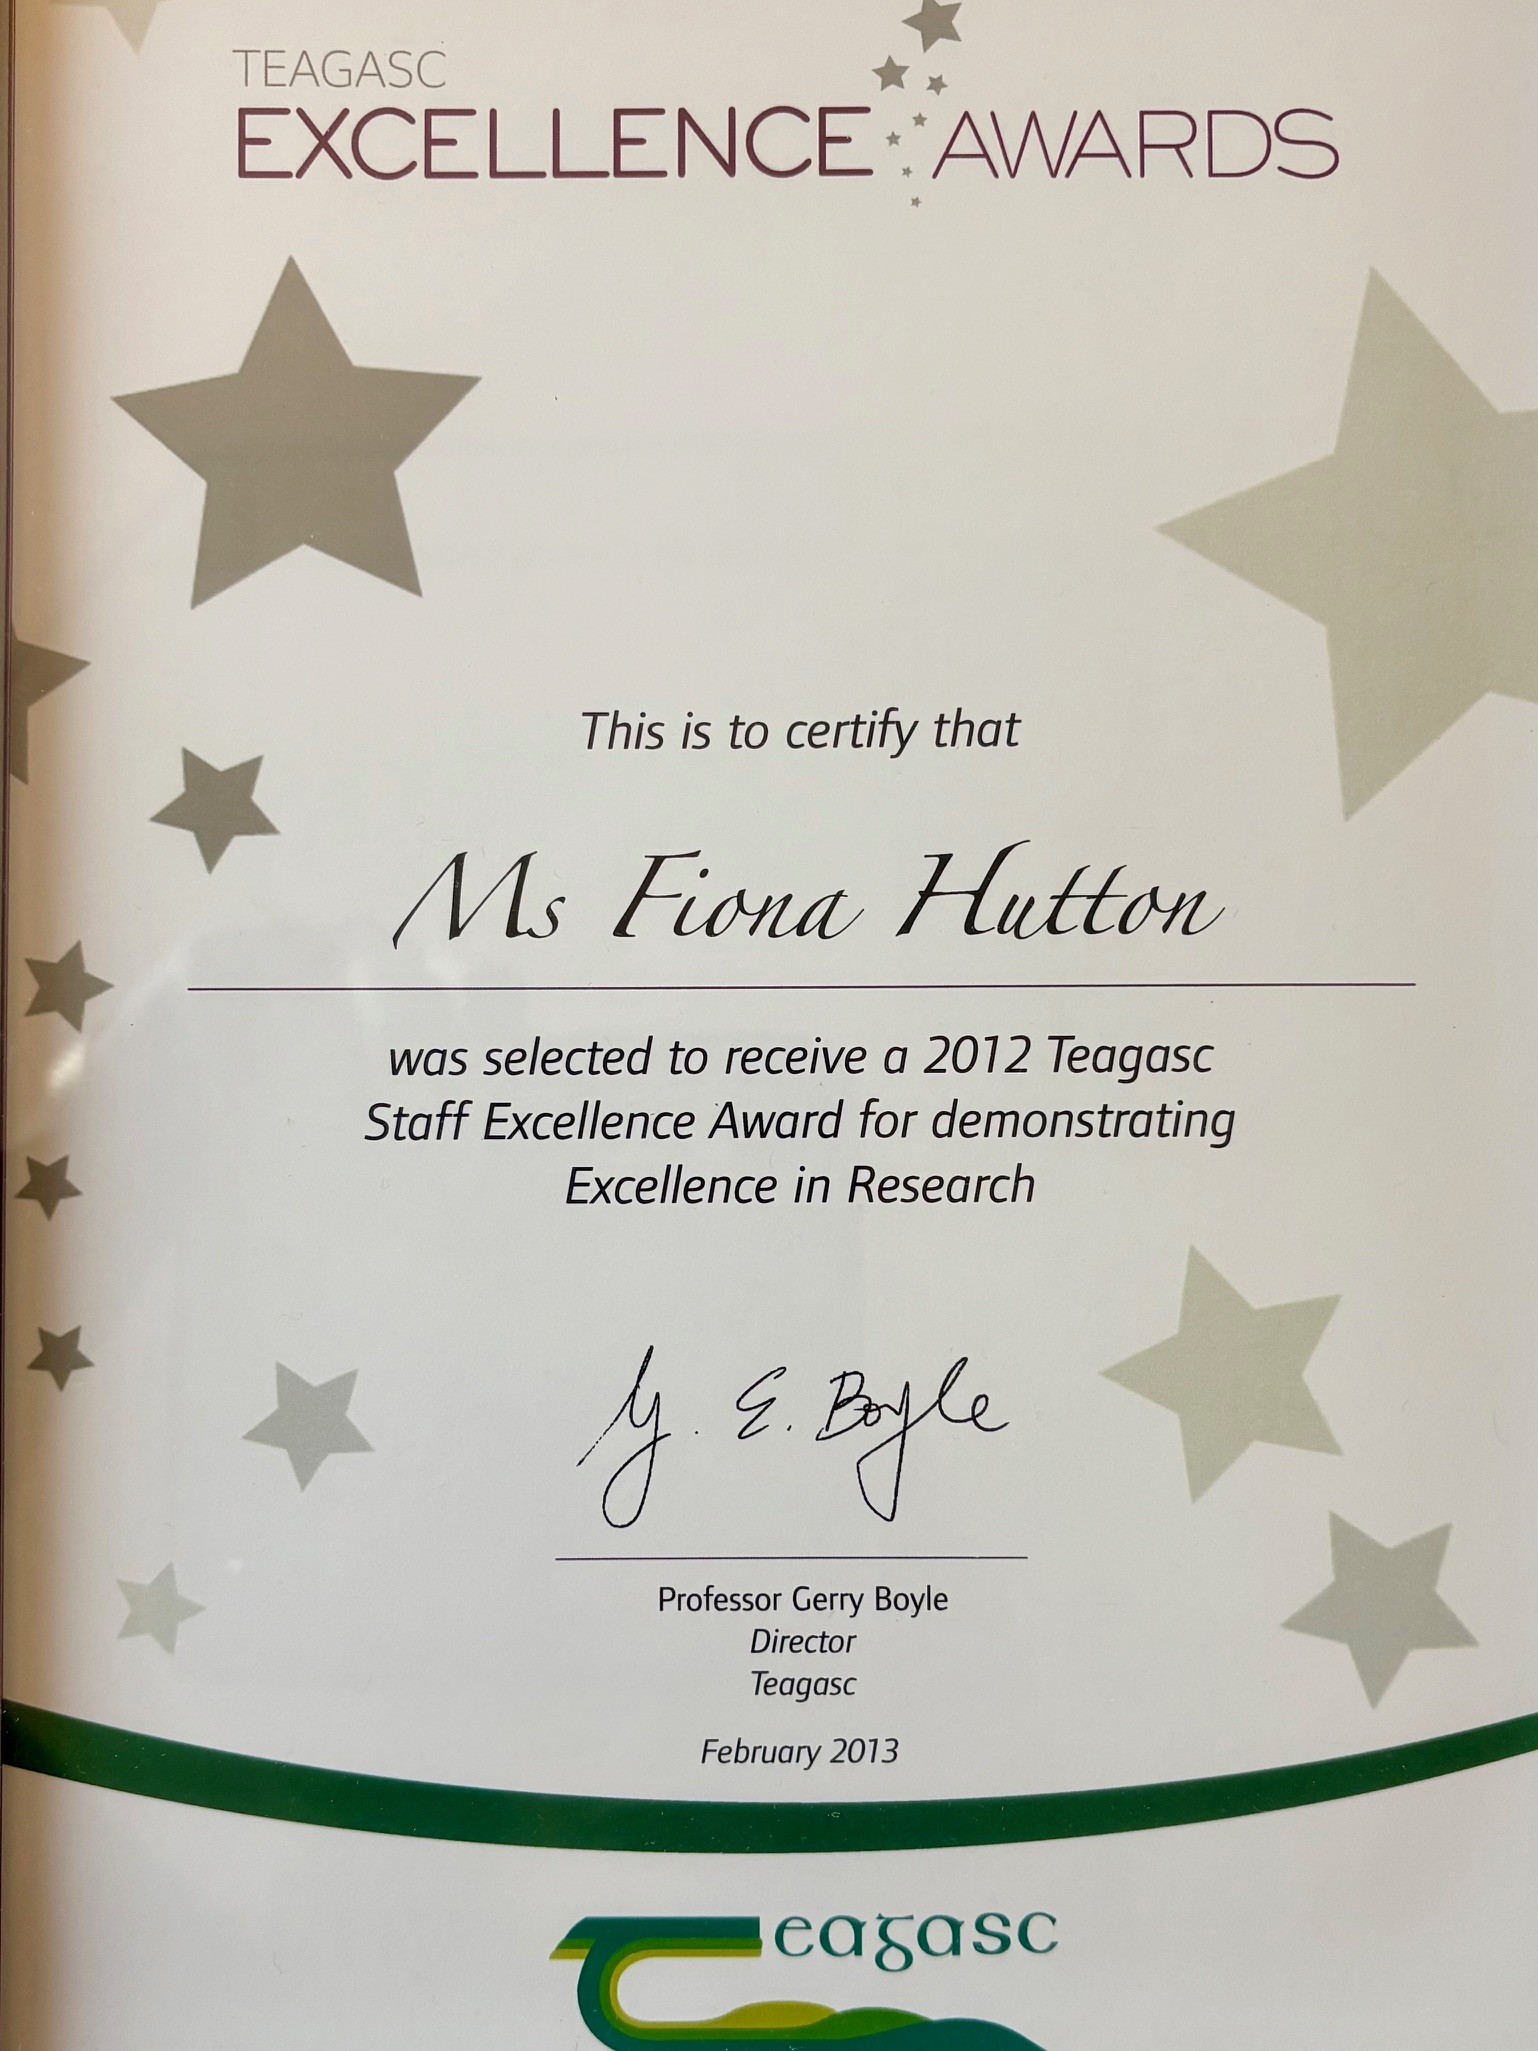 TEAGASC
EXCELLENCE AWARDS
This is to certify that
Ms Fiona Hutton
was selected to receive a 2012 Teagasc
Staff Excellence Award for demonstrating
Excellence in Research
G. E. Boyle
Professor Gerry Boyle
Director
Teagasc
February 2013
Teagasc